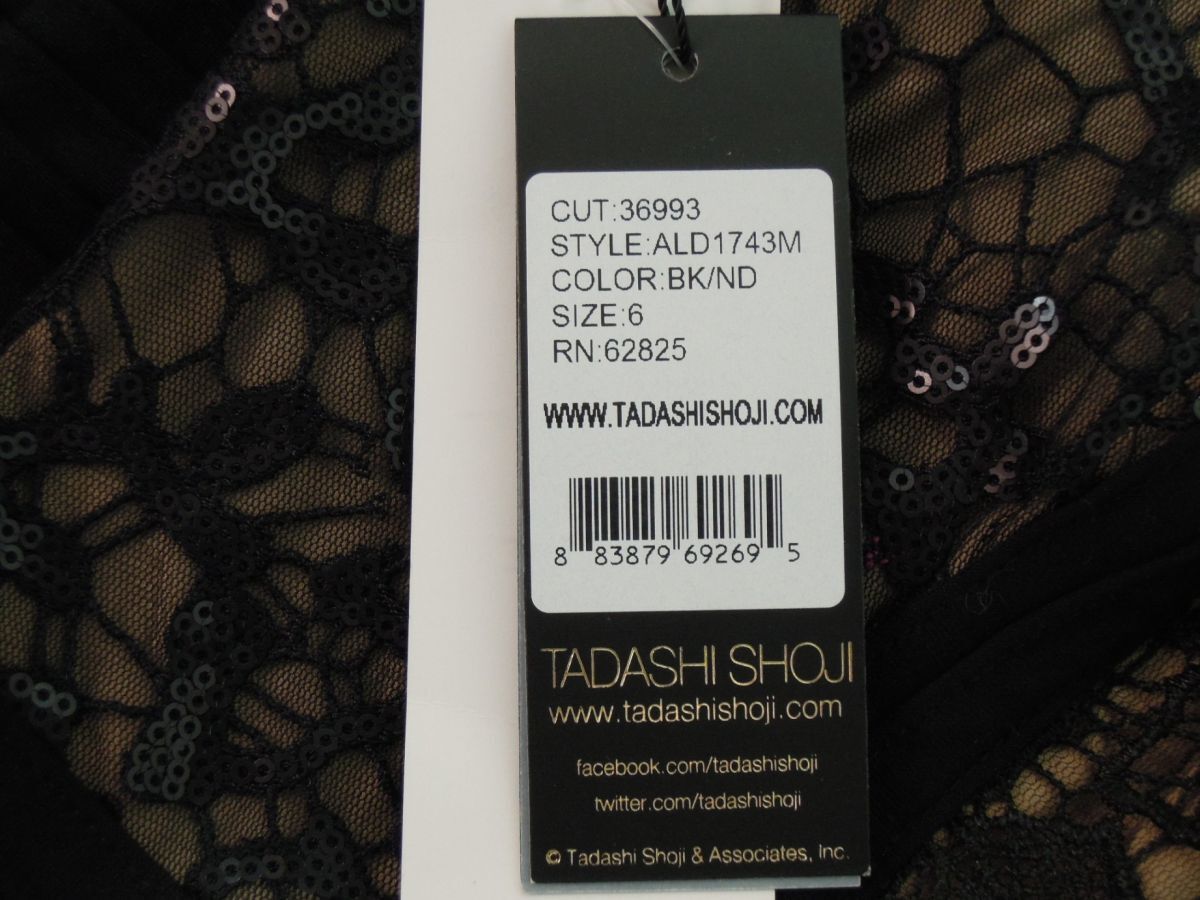 CUT:36993
STYLE:ALD1743M
COLOR:BK/ND
SIZE:6
RN:62825
WWW.TADASHISHOJI.COM
8 83879 69269 5
TADASHI SHOJI
www.tadashishoji.com
facebook.com/tadashishoji
twitter.com/tadashishoji
© Tadashi Shoji & Associates, Inc.